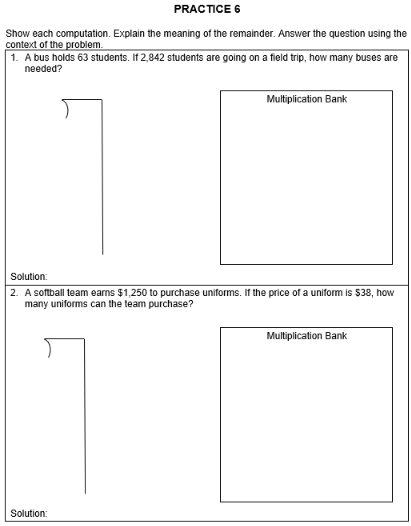 PRACTICE 6
Show each computation. Explain the meaning of the remainder. Answer the question using the
context of the problem.
1. A bus holds 63 students. If 2,842 students are going on a field trip, how many buses are
needed?
Multiplication Bank
Solution:
2. A softball team earns $1,250 to purchase uniforms. If the price of a uniform is $38, how
many uniforms can the team purchase?
Multiplication Bank
Solution: